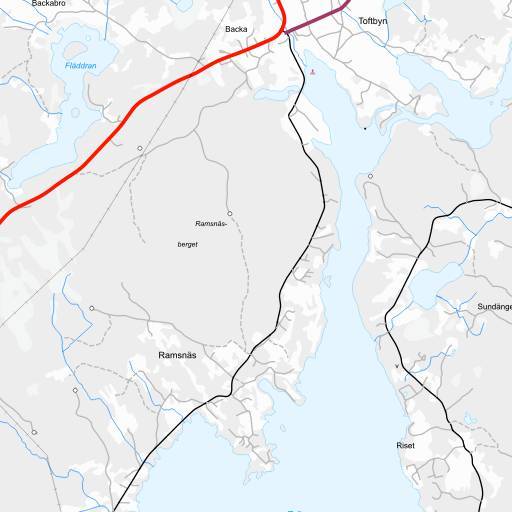 Backabro
Backa
Toftbyn
Fläddran
Ramsnäs-
berget
Sundänge
Ramsnäs
Riset